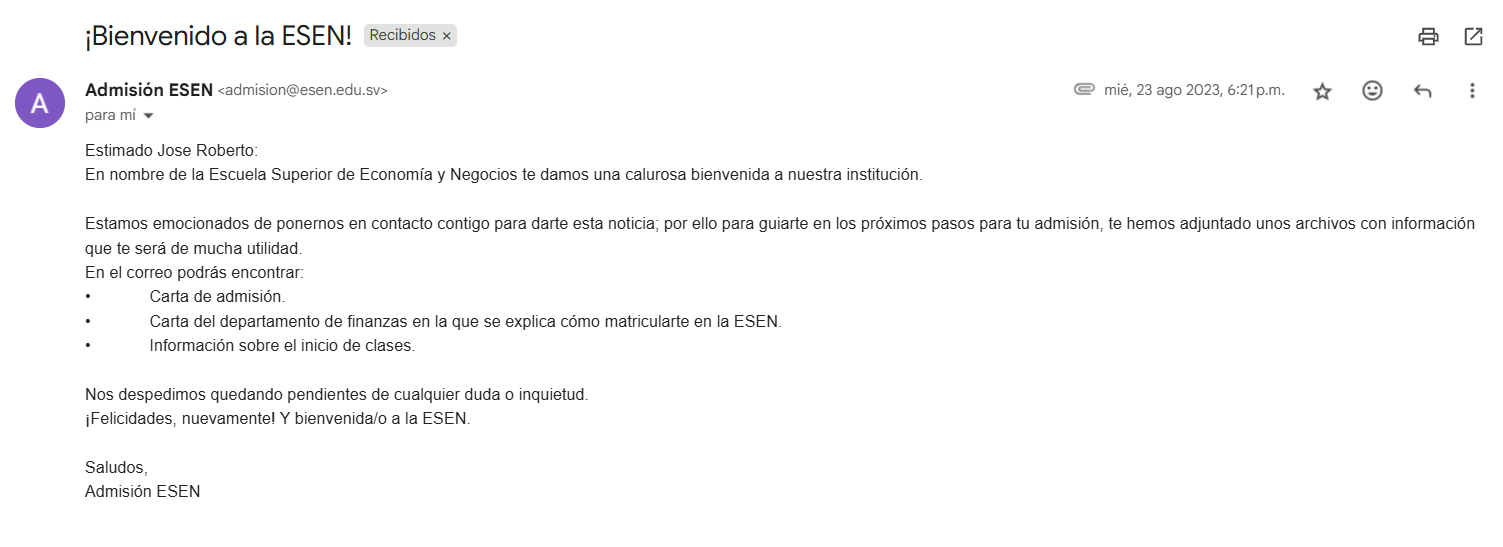 ¡Bienvenido a la ESEN! Recibidos ×
A
Admisión ESEN <admision@esen.edu.sv> mié, 23 ago 2023, 6:21 p.m.
para mí
Estimado Jose Roberto:
En nombre de la Escuela Superior de Economía y Negocios te damos una calurosa bienvenida a nuestra institución.
Estamos emocionados de ponernos en contacto contigo para darte esta noticia; por ello para guiarte en los próximos pasos para tu admisión, te hemos adjuntado unos archivos con información
que te será de mucha utilidad.
En el correo podrás encontrar:
• Carta de admisión.
• Carta del departamento de finanzas en la que se explica cómo matricularte en la ESEN.
• Información sobre el inicio de clases.
Nos despedimos quedando pendientes de cualquier duda o inquietud.
¡Felicidades, nuevamente! Y bienvenida/o a la ESEN.
Saludos,
Admisión ESEN